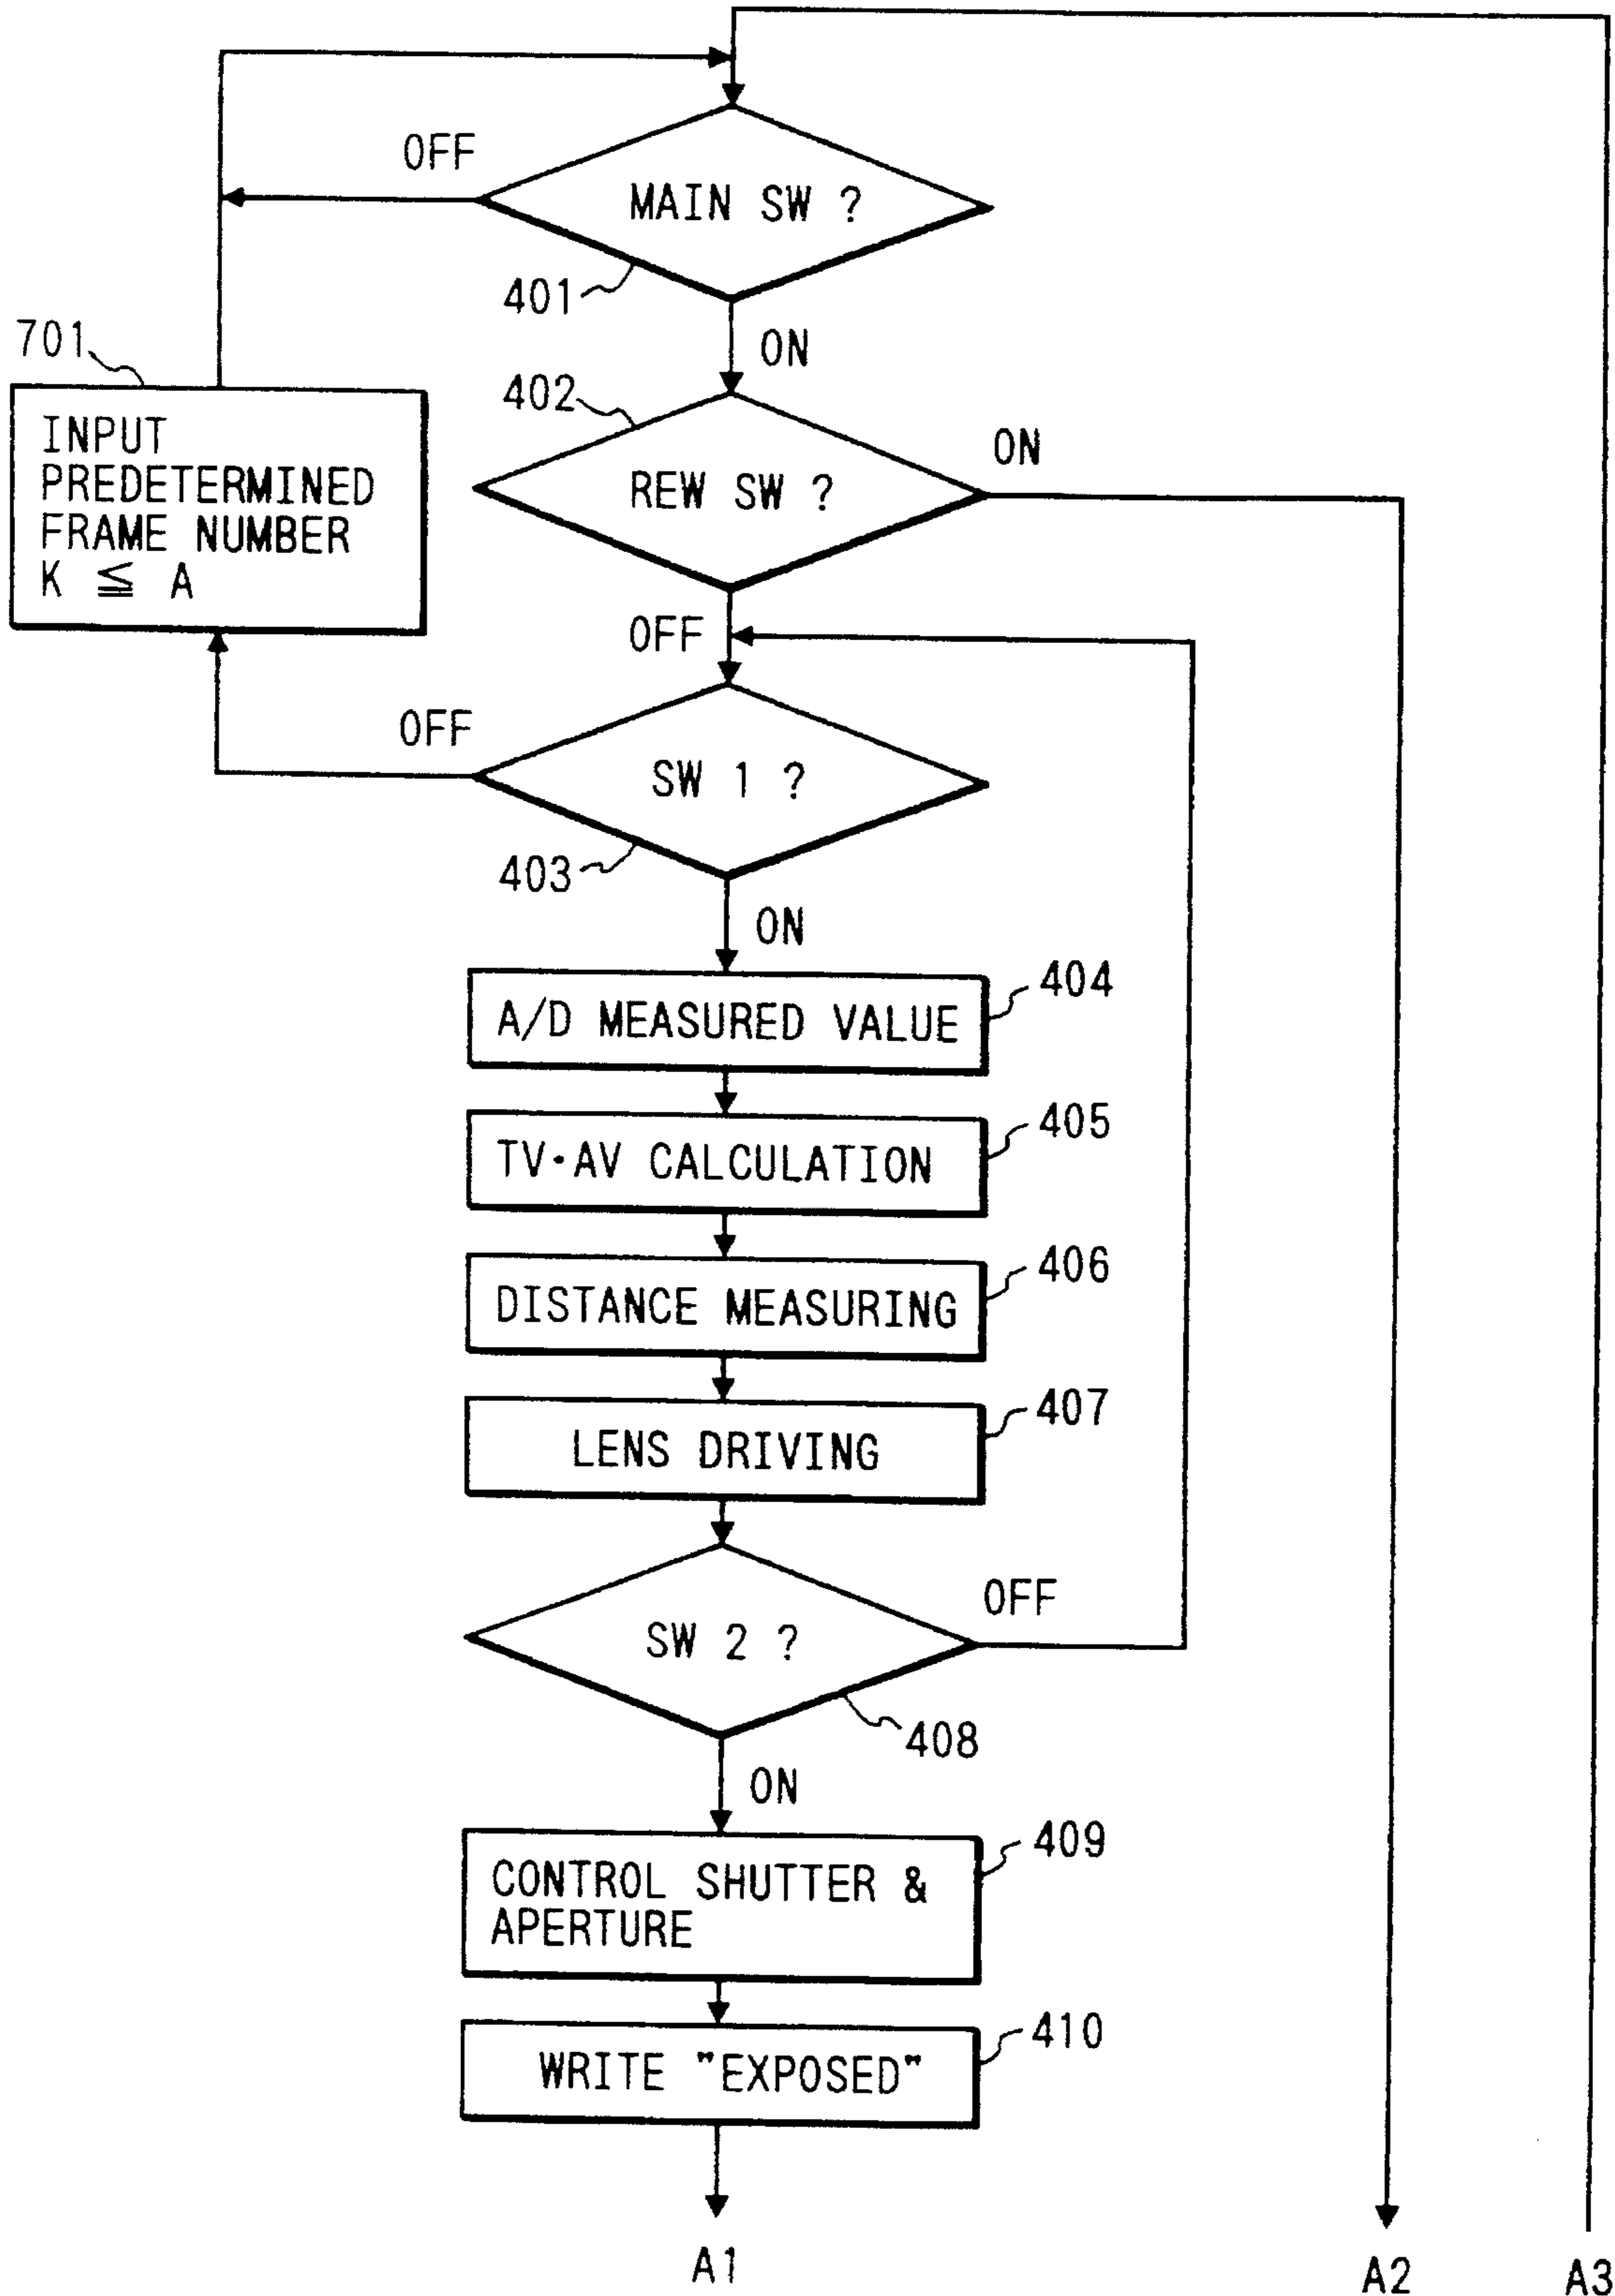 OFF
MAIN SW ?
401
ON
701
INPUT
PREDETERMINED
FRAME NUMBER
K ≦ A
402
ON
REW SW ?
OFF
OFF
SW 1 ?
403
ON
404
A/D MEASURED VALUE
405
TV·AV CALCULATION
406
DISTANCE MEASURING
407
LENS DRIVING
OFF
SW 2 ?
408
ON
409
CONTROL SHUTTER &
APERTURE
410
WRITE "EXPOSED"
A1
A2
A3